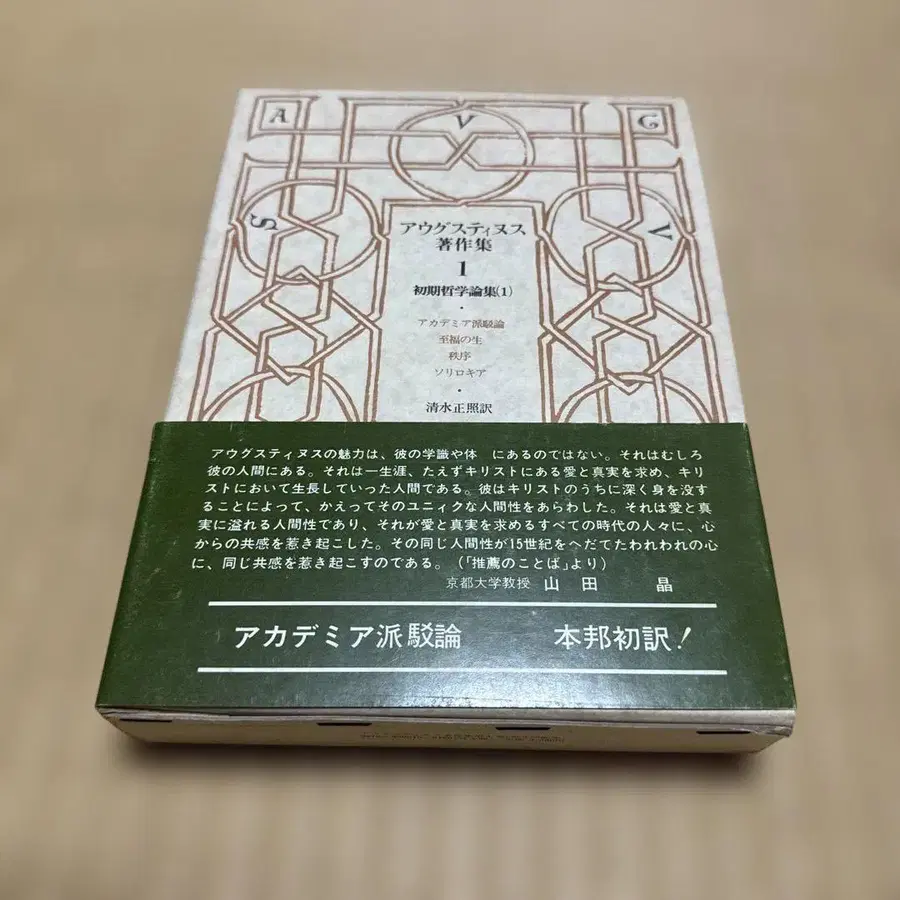 A V G
S V
アウグスティヌス
著作集
1
初期哲学論集(1)
・
アカデミア派駁論
至福の生
秩序
ソリロキア
・
清水正照訳
アウグスティヌスの魅力は、彼の学識や体 にあるのではない。それはむしろ
彼の人間にある。それは一生涯、たえずキリストにある愛と真実を求め、キリ
ストにおいて生長していった人間である。彼はキリストのうちに深く身を没す
ることによって、かえってそのユニィクな人間性をあらわした。それは愛と真
実に溢れる人間性であり、それが愛と真実を求めるすべての時代の人々に、心
からの共感を惹き起こした。その同じ人間性が15世紀をへだてたわれわれの心
に、同じ共感を惹き起こすのである。(「推薦のことば」より)
京都大学教授 山田 晶
アカデミア派駁論 本邦初訳!